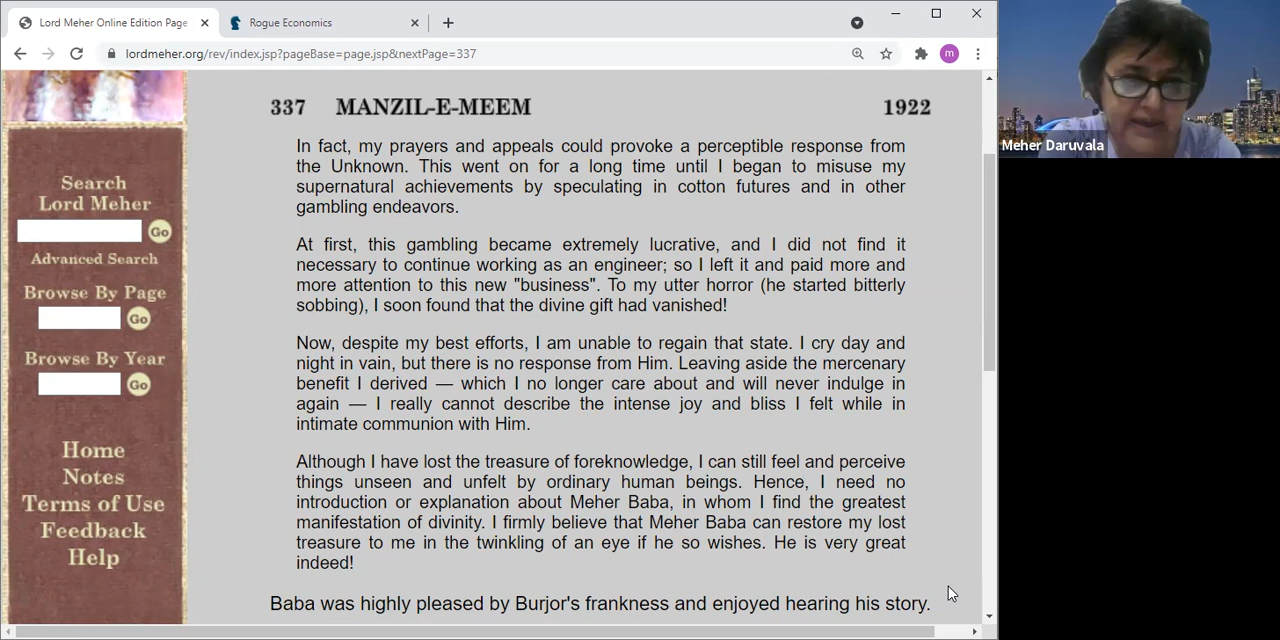 Lord Meher Online Edition Page
Rogue Economics
lordmeher.org/rev/index.jsp?pageBase=page.jsp&nextPage=337
m
Search
Lord Meher
Go
Advanced Search
Browse By Page
Go
Browse By Year
Go
Home
Notes
Terms of Use
Feedback
Help
337 MANZIL-E-MEEM 1922
In fact, my prayers and appeals could provoke a perceptible response from
the Unknown. This went on for a long time until I began to misuse my
supernatural achievements by speculating in cotton futures and in other
gambling endeavors.
At first, this gambling became extremely lucrative, and I did not find it
necessary to continue working as an engineer; so I left it and paid more and
more attention to this new "business". To my utter horror (he started bitterly
sobbing), I soon found that the divine gift had vanished!
Now, despite my best efforts, I am unable to regain that state. I cry day and
night in vain, but there is no response from Him. Leaving aside the mercenary
benefit I derived — which I no longer care about and will never indulge in
again — I really cannot describe the intense joy and bliss I felt while in
intimate communion with Him.
Although I have lost the treasure of foreknowledge, I can still feel and perceive
things unseen and unfelt by ordinary human beings. Hence, I need no
introduction or explanation about Meher Baba, in whom I find the greatest
manifestation of divinity. I firmly believe that Meher Baba can restore my lost
treasure to me in the twinkling of an eye if he so wishes. He is very great
indeed!
Baba was highly pleased by Burjor's frankness and enjoyed hearing his story.
Meher Daruvala